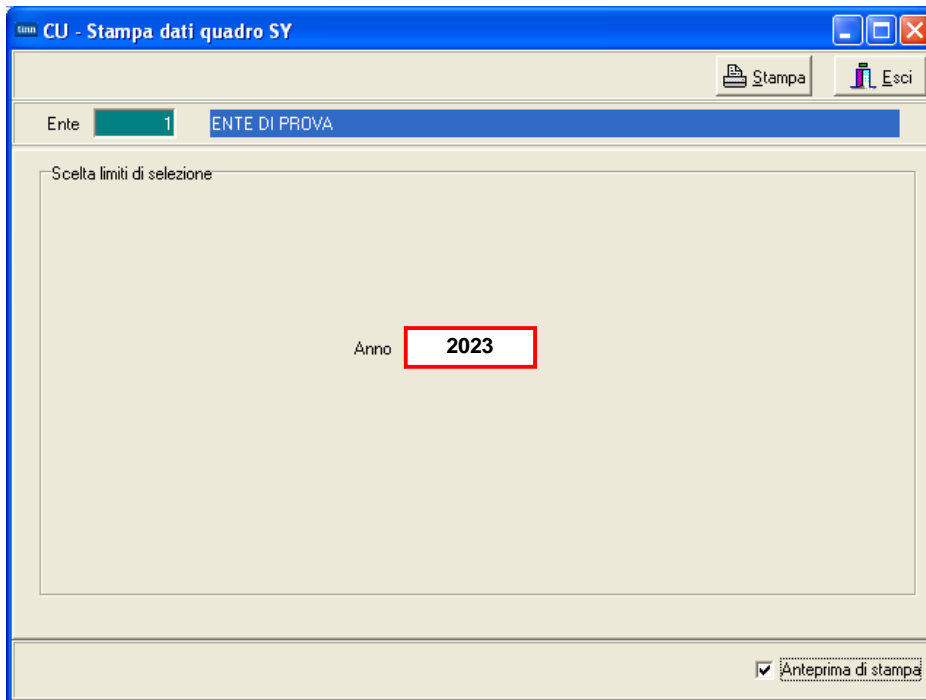 tinn CU - Stampa dati quadro SY
Stampa Esci
Ente 1 ENTE DI PROVA
Scelta limiti di selezione
Anno 2023
Anteprima di stampa